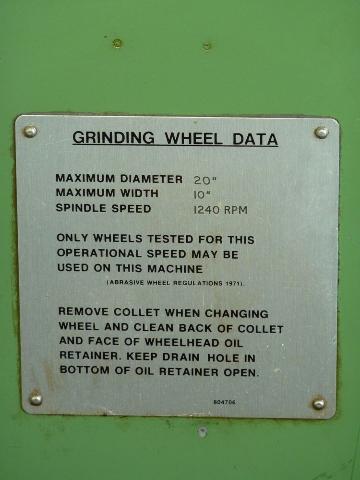 GRINDING WHEEL DATA
MAXIMUM DIAMETER 20"
MAXIMUM WIDTH 10"
SPINDLE SPEED 1240 RPM
ONLY WHEELS TESTED FOR THIS
OPERATIONAL SPEED MAY BE
USED ON THIS MACHINE
(ABRASIVE WHEEL REGULATIONS 1971).
REMOVE COLLET WHEN CHANGING
WHEEL AND CLEAN BACK OF COLLET
AND FACE OF WHEELHEAD OIL
RETAINER. KEEP DRAIN HOLE IN
BOTTOM OF OIL RETAINER OPEN.
804706